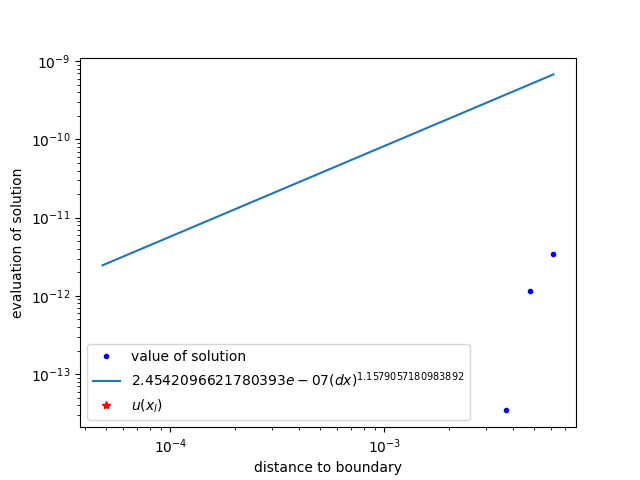 10⁻⁹
10⁻¹⁰
10⁻¹¹
10⁻¹²
10⁻¹³
evaluation of solution
value of solution
2.4542096621780393e − 07(dx)^1.1579057180983892
u(x_l)
10⁻⁴
10⁻³
distance to boundary